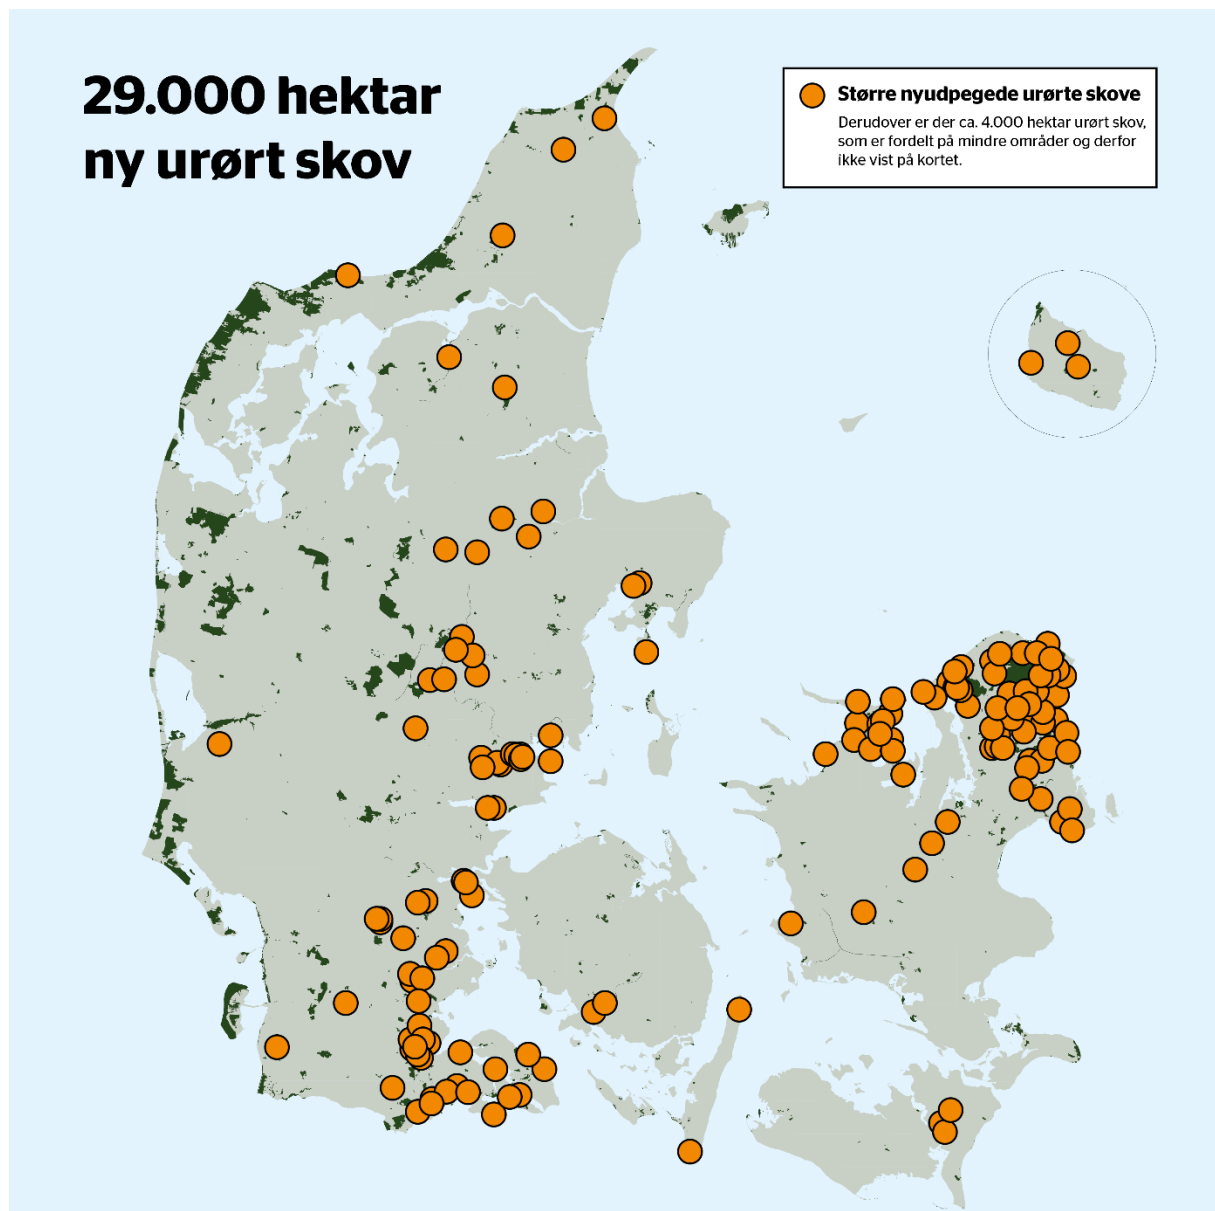 29.000 hektar
ny urørt skov
Større nyudpegede urørte skove
Derudover er der ca. 4.000 hektar urørt skov,
som er fordelt på mindre områder og derfor
ikke vist på kortet.